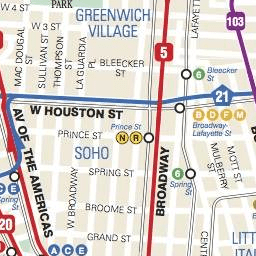 PARK
GREENWICH
VILLAGE
MAC DOUGAL
ST
SULLIVAN ST
THOMPSON
ST
LA GUARDIA
PL
BLEECKER
ST
5
LAFAYETTE
103
6
Bleecker
St
21
W HOUSTON ST
B D F M
Broadway-
Lafayette St
PRINCE ST
Prince St
N R
AV OF THE AMERICAS
SOHO
SPRING ST
BROADWAY
6
Spring
St
MULBERRY
ST
MOTT ST
C E
Spring
St
W BROADWAY
BROOME ST
20
GRAND ST
A C E
CENT
LITT
ITA